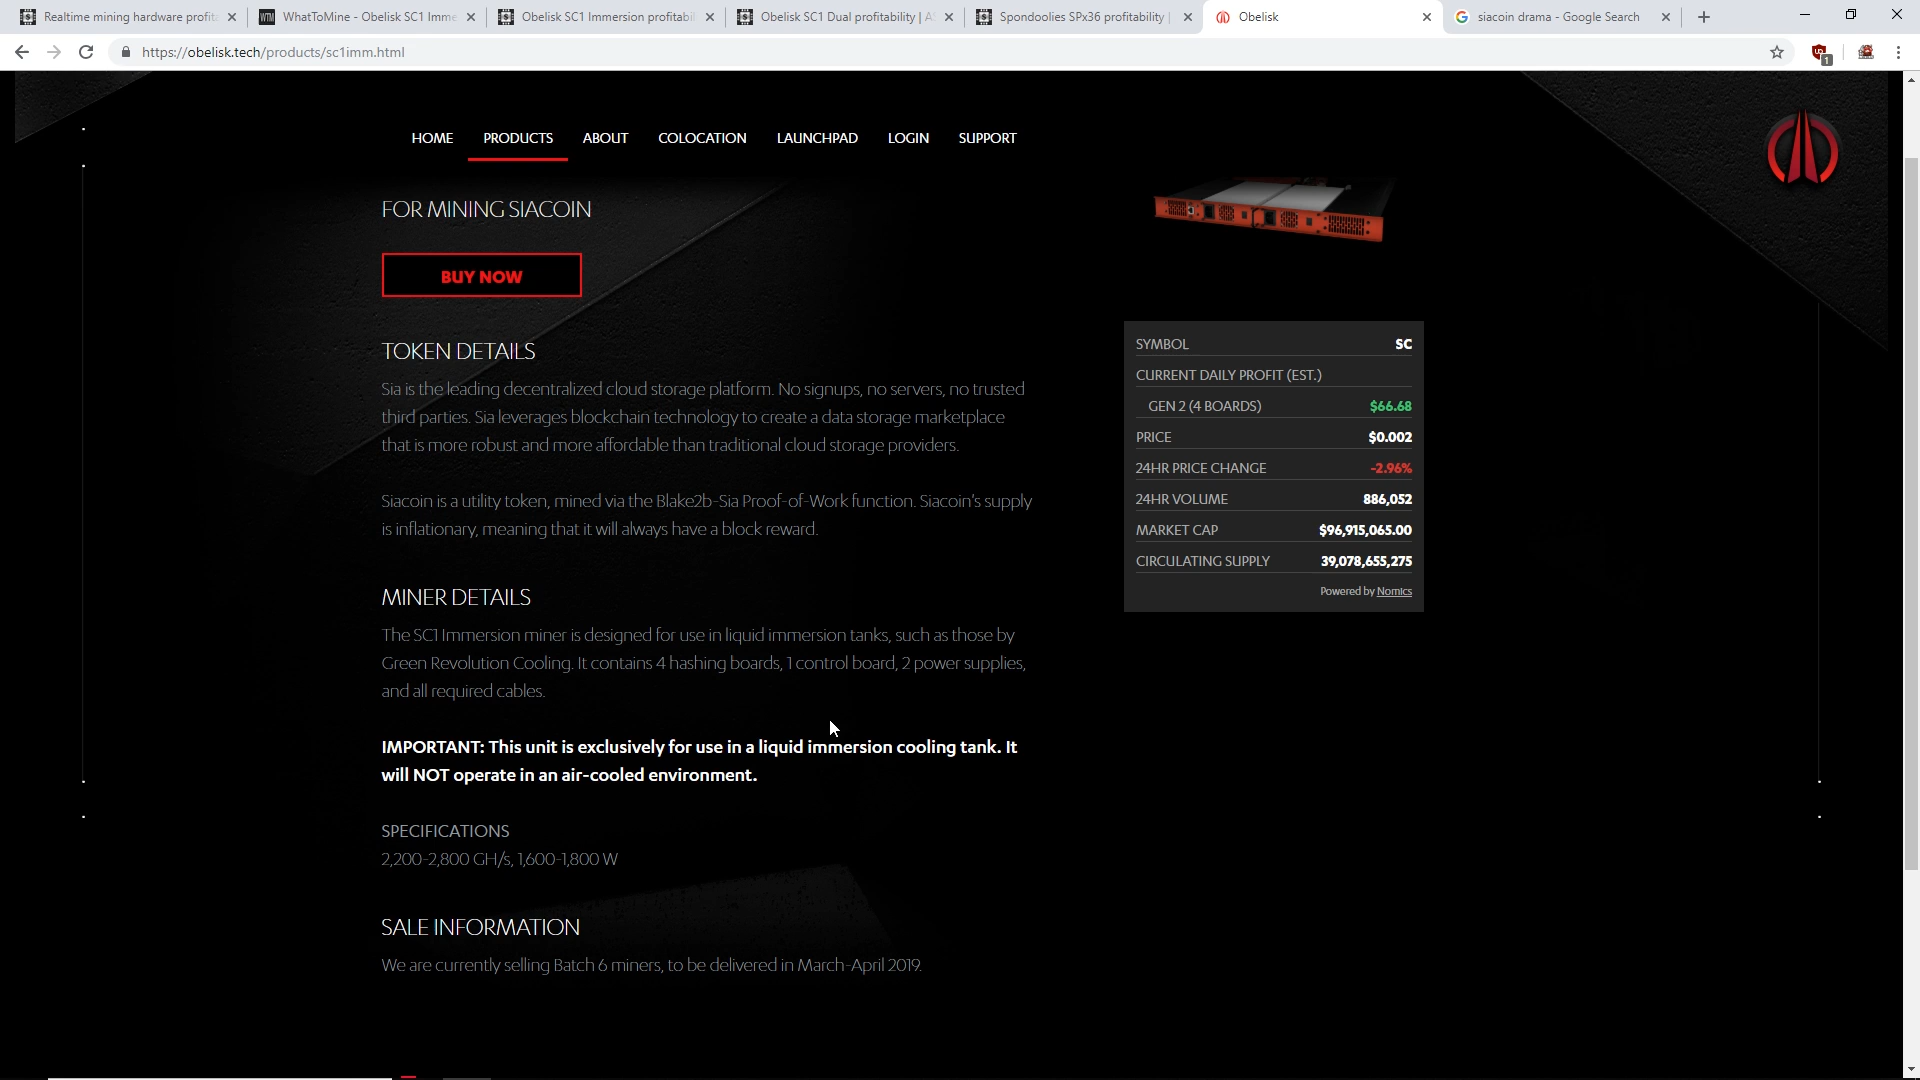 Realtime mining hardware profit
WhatToMine - Obelisk SC1 Imme
Obelisk SC1 Immersion profitabil
Obelisk SC1 Dual profitability | A
Spondoolies SPx36 profitability |
Obelisk
siacoin drama - Google Search
https://obelisk.tech/products/sc1imm.html
1
HOME
PRODUCTS
ABOUT
COLOCATION
LAUNCHPAD
LOGIN
SUPPORT
FOR MINING SIACOIN
BUY NOW
TOKEN DETAILS
Sia is the leading decentralized cloud storage platform. No signups, no servers, no trusted
third parties. Sia leverages blockchain technology to create a data storage marketplace
that is more robust and more affordable than traditional cloud storage providers.
Siacoin is a utility token, mined via the Blake2b-Sia Proof-of-Work function. Siacoin's supply
is inflationary, meaning that it will always have a block reward.
MINER DETAILS
The SC1 Immersion miner is designed for use in liquid immersion tanks, such as those by
Green Revolution Cooling. It contains 4 hashing boards, 1 control board, 2 power supplies,
and all required cables.
IMPORTANT: This unit is exclusively for use in a liquid immersion cooling tank. It
will NOT operate in an air-cooled environment.
SPECIFICATIONS
2,200-2,800 GH/s, 1,600-1,800 W
SALE INFORMATION
We are currently selling Batch 6 miners, to be delivered in March-April 2019.
SYMBOL SC
CURRENT DAILY PROFIT (EST.)
GEN 2 (4 BOARDS) $66.68
PRICE $0.002
24HR PRICE CHANGE -2.96%
24HR VOLUME 886,052
MARKET CAP $96,915,065.00
CIRCULATING SUPPLY 39,078,655,275
Powered by Nomics